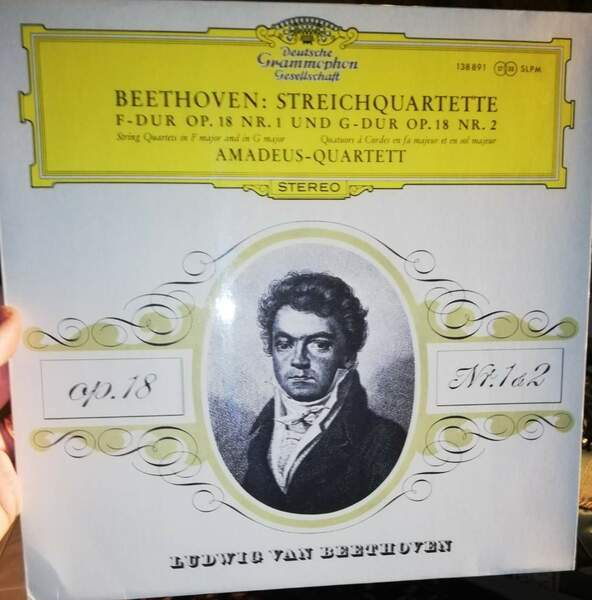 Deutsche
Grammophon
Gesellschaft
138 891 SLPM
BEETHOVEN: STREICHQUARTETTE
F-DUR OP. 18 NR. 1 UND G-DUR OP. 18 NR. 2
String Quartets in F major and in G major Quatuors à Cordes en fa majeur et en sol majeur
AMADEUS-QUARTETT
STEREO
op. 18
Nr. 1 & 2
LUDWIG VAN BEETHOVEN